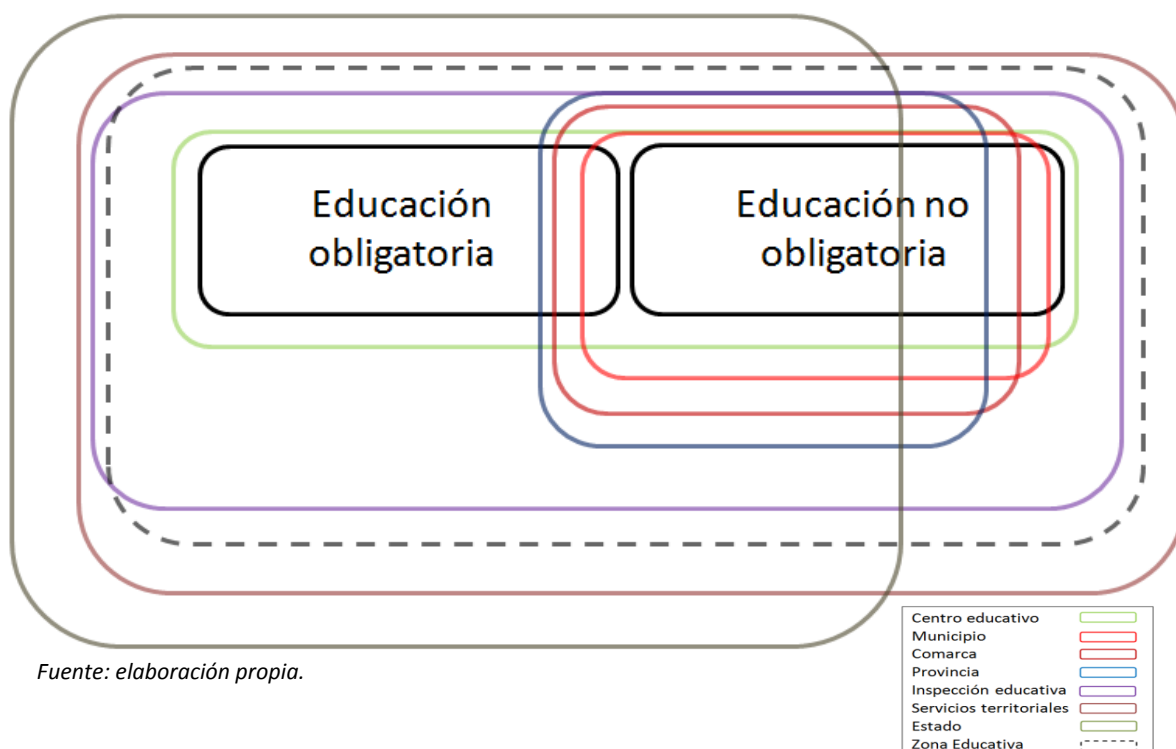 Educación
obligatoria
Educación no
obligatoria
Fuente: elaboración propia.
Centro educativo
Municipio
Comarca
Provincia
Inspección educativa
Servicios territoriales
Estado
Zona Educativa